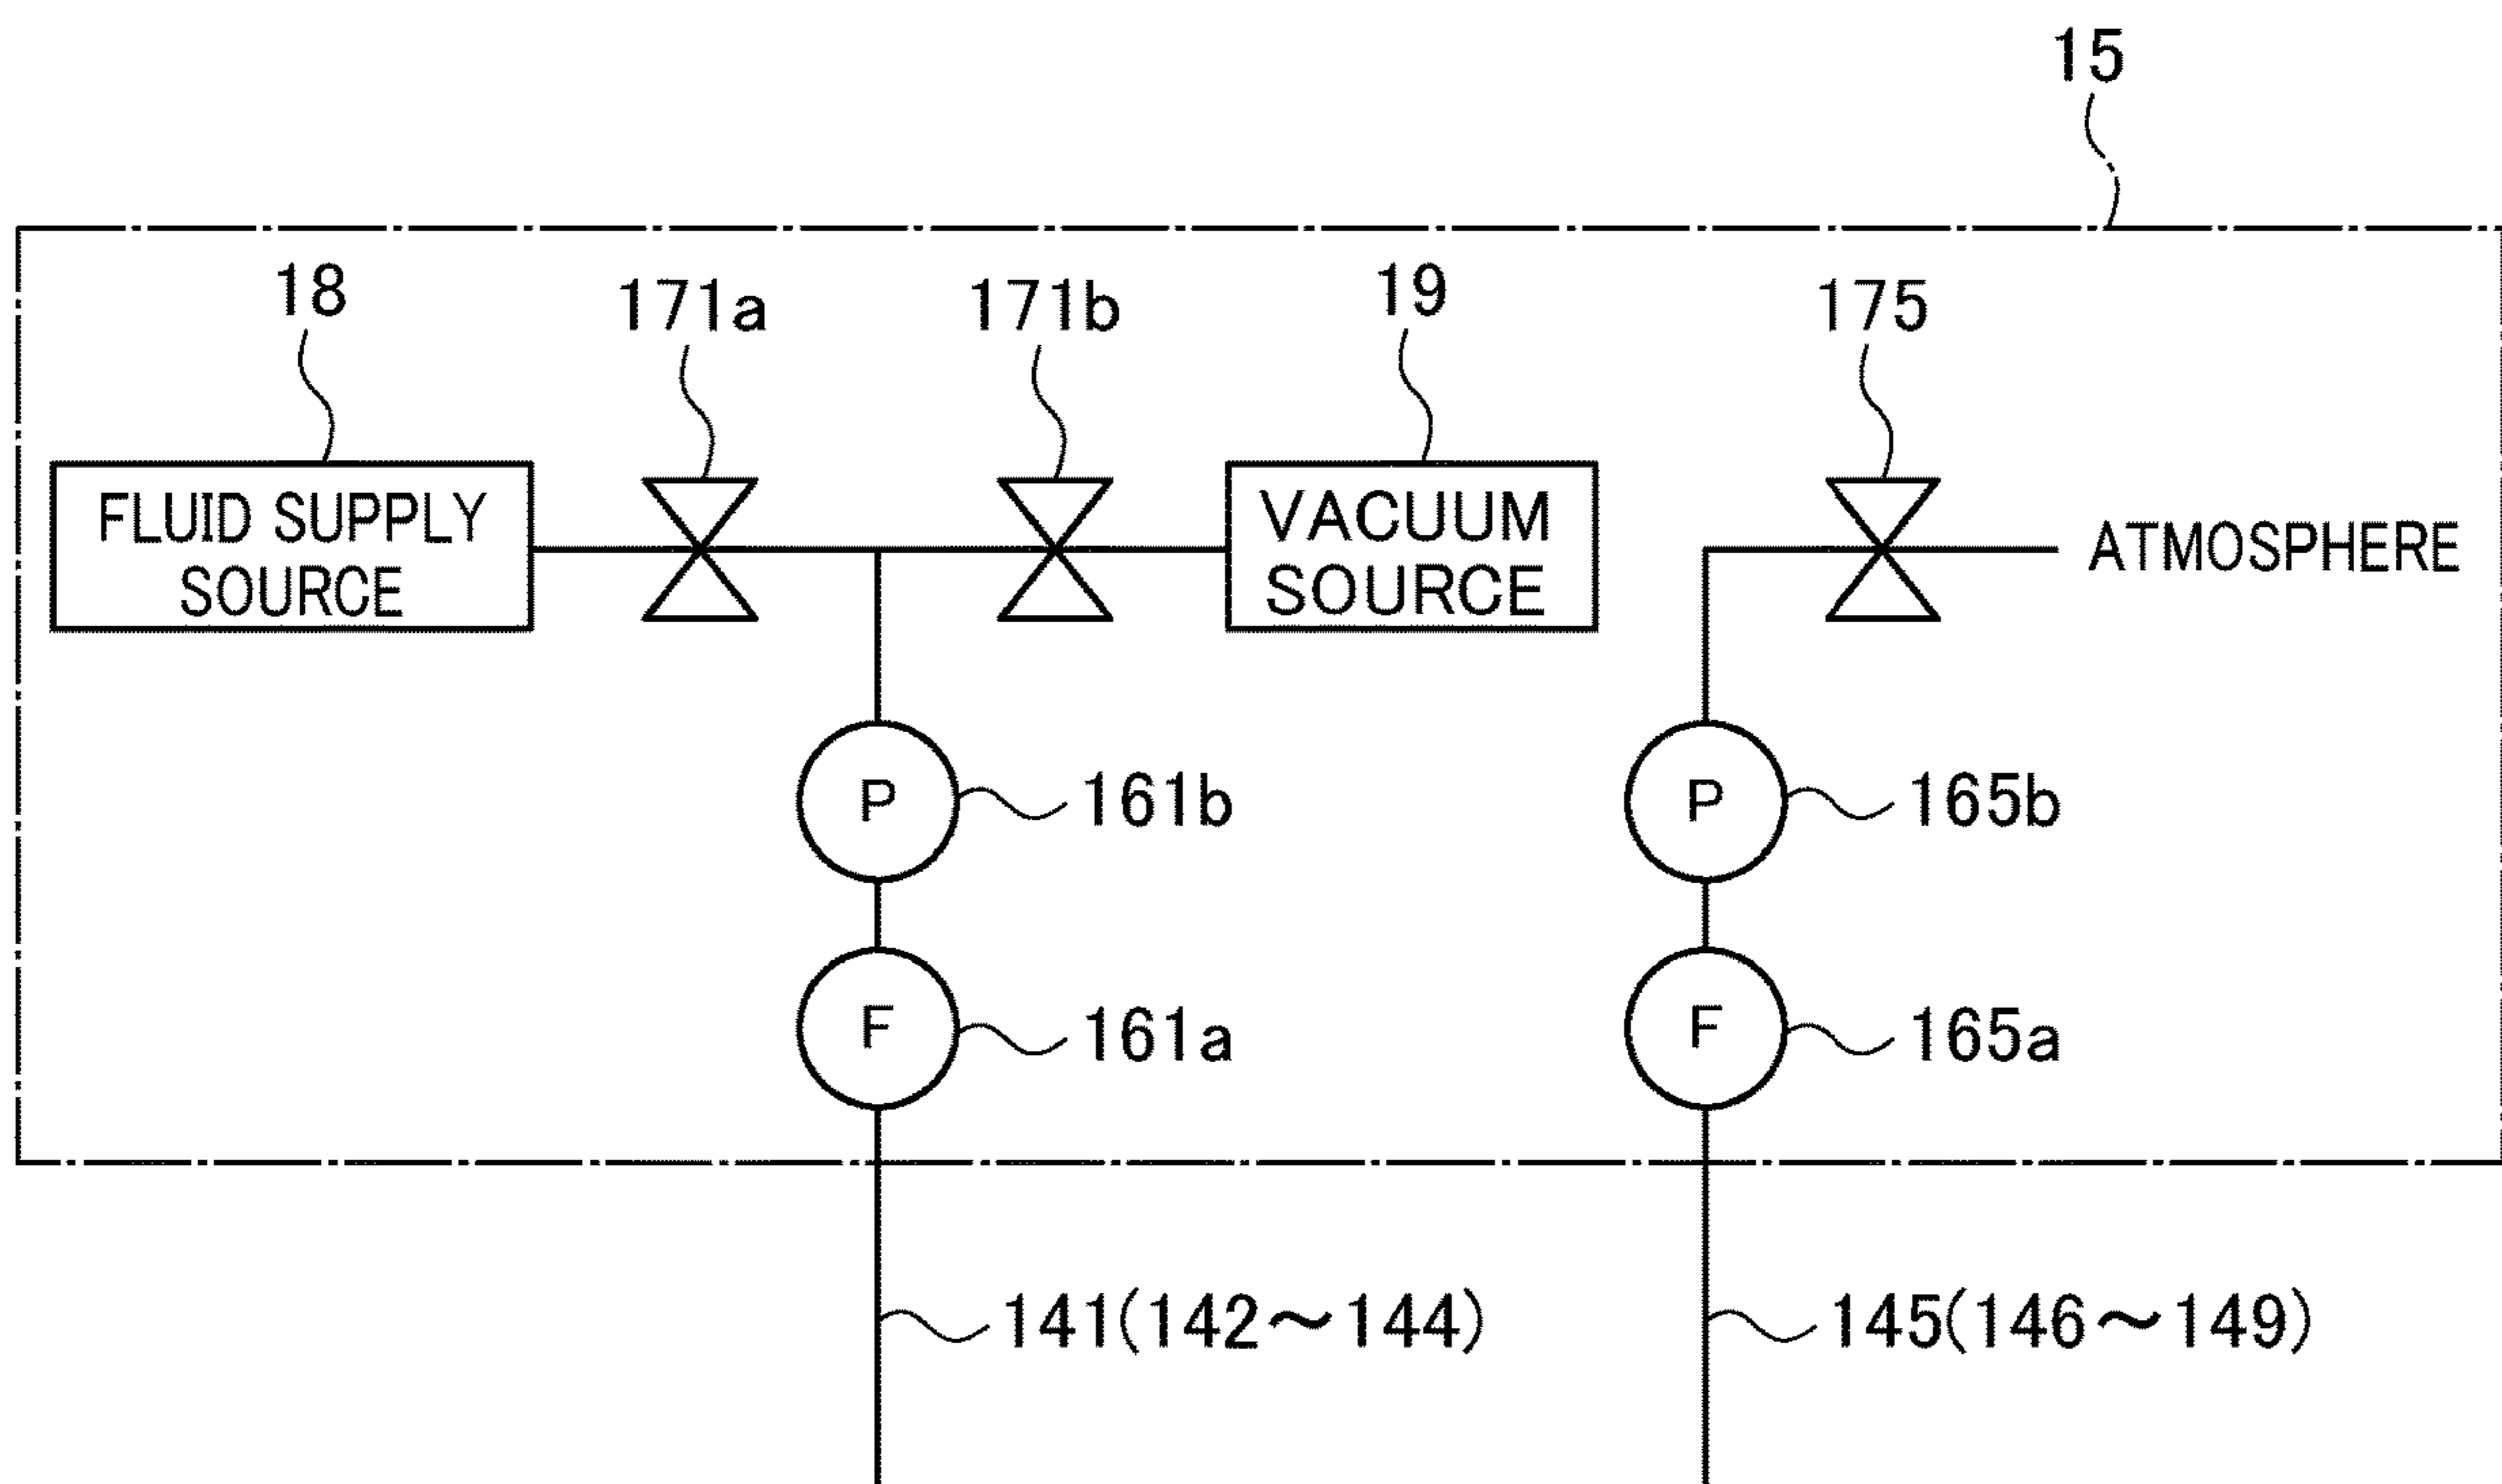 15
18
171a
171b
19
175
FLUID SUPPLY
SOURCE
VACUUM
SOURCE
ATMOSPHERE
P
161b
P
165b
F
161a
F
165a
141(142～144)
145(146～149)